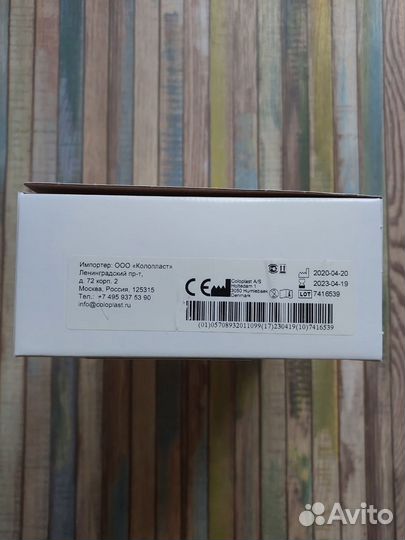 Импортер: ООО «Колопласт»
Ленинградский пр-т,
д. 72 корп. 2
Москва, Россия, 125315
Тел.: +7 495 937 53 90
info@coloplast.ru
CE
Coloplast A/S
Holtedam 1
3050 Humlebaek
Denmark
2020-04-20
2023-04-19
LOT 7416539
(01)05708932011099(17)230419(10)7416539
Avito